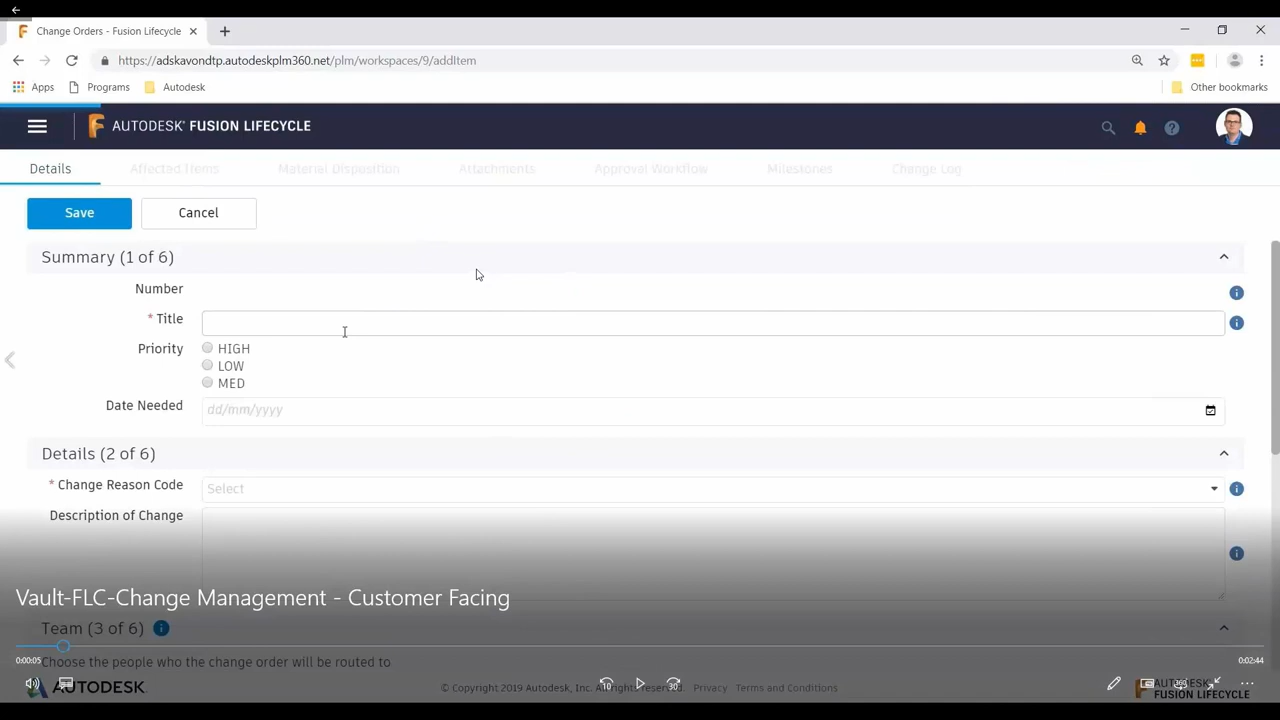 Change Orders - Fusion Lifecycle
https://adskavondtp.autodeskplm360.net/plm/workspaces/9/addItem
Apps Programs Autodesk Other bookmarks
AUTODESK® FUSION LIFECYCLE
Details Affected Items Material Disposition Attachments Approval Workflow Milestones Change Log
Save Cancel
Summary (1 of 6)
Number
* Title
Priority HIGH
LOW
MED
Date Needed dd/mm/yyyy
Details (2 of 6)
* Change Reason Code Select
Description of Change
Vault-FLC-Change Management - Customer Facing
Team (3 of 6)
0:00:05 0:02:44
Choose the people who the change order will be routed to
AUTODESK. © Copyright 2019 Autodesk, Inc. All rights reserved. Privacy Terms and Conditions
10 30 360
AUTODESK®
FUSION LIFECYCLE